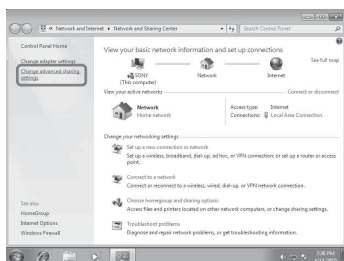 « Network and Internet ▸ Network and Sharing Center
Search Control Panel
Control Panel Home
Change adapter settings
Change advanced sharing
settings
View your basic network information and set up connections
See full map
SONY
(This computer)
Network
Internet
View your active networks
Connect or disconnect
Network
Home network
Access type: Internet
Connections: Local Area Connection
Change your networking settings
Set up a new connection or network
Set up a wireless, broadband, dial-up, ad hoc, or VPN connection; or set up a router or access
point.
Connect to a network
Connect or reconnect to a wireless, wired, dial-up, or VPN network connection.
Choose homegroup and sharing options
Access files and printers located on other network computers, or change sharing settings.
Troubleshoot problems
Diagnose and repair network problems, or get troubleshooting information.
See also
HomeGroup
Internet Options
Windows Firewall
7:36 PM